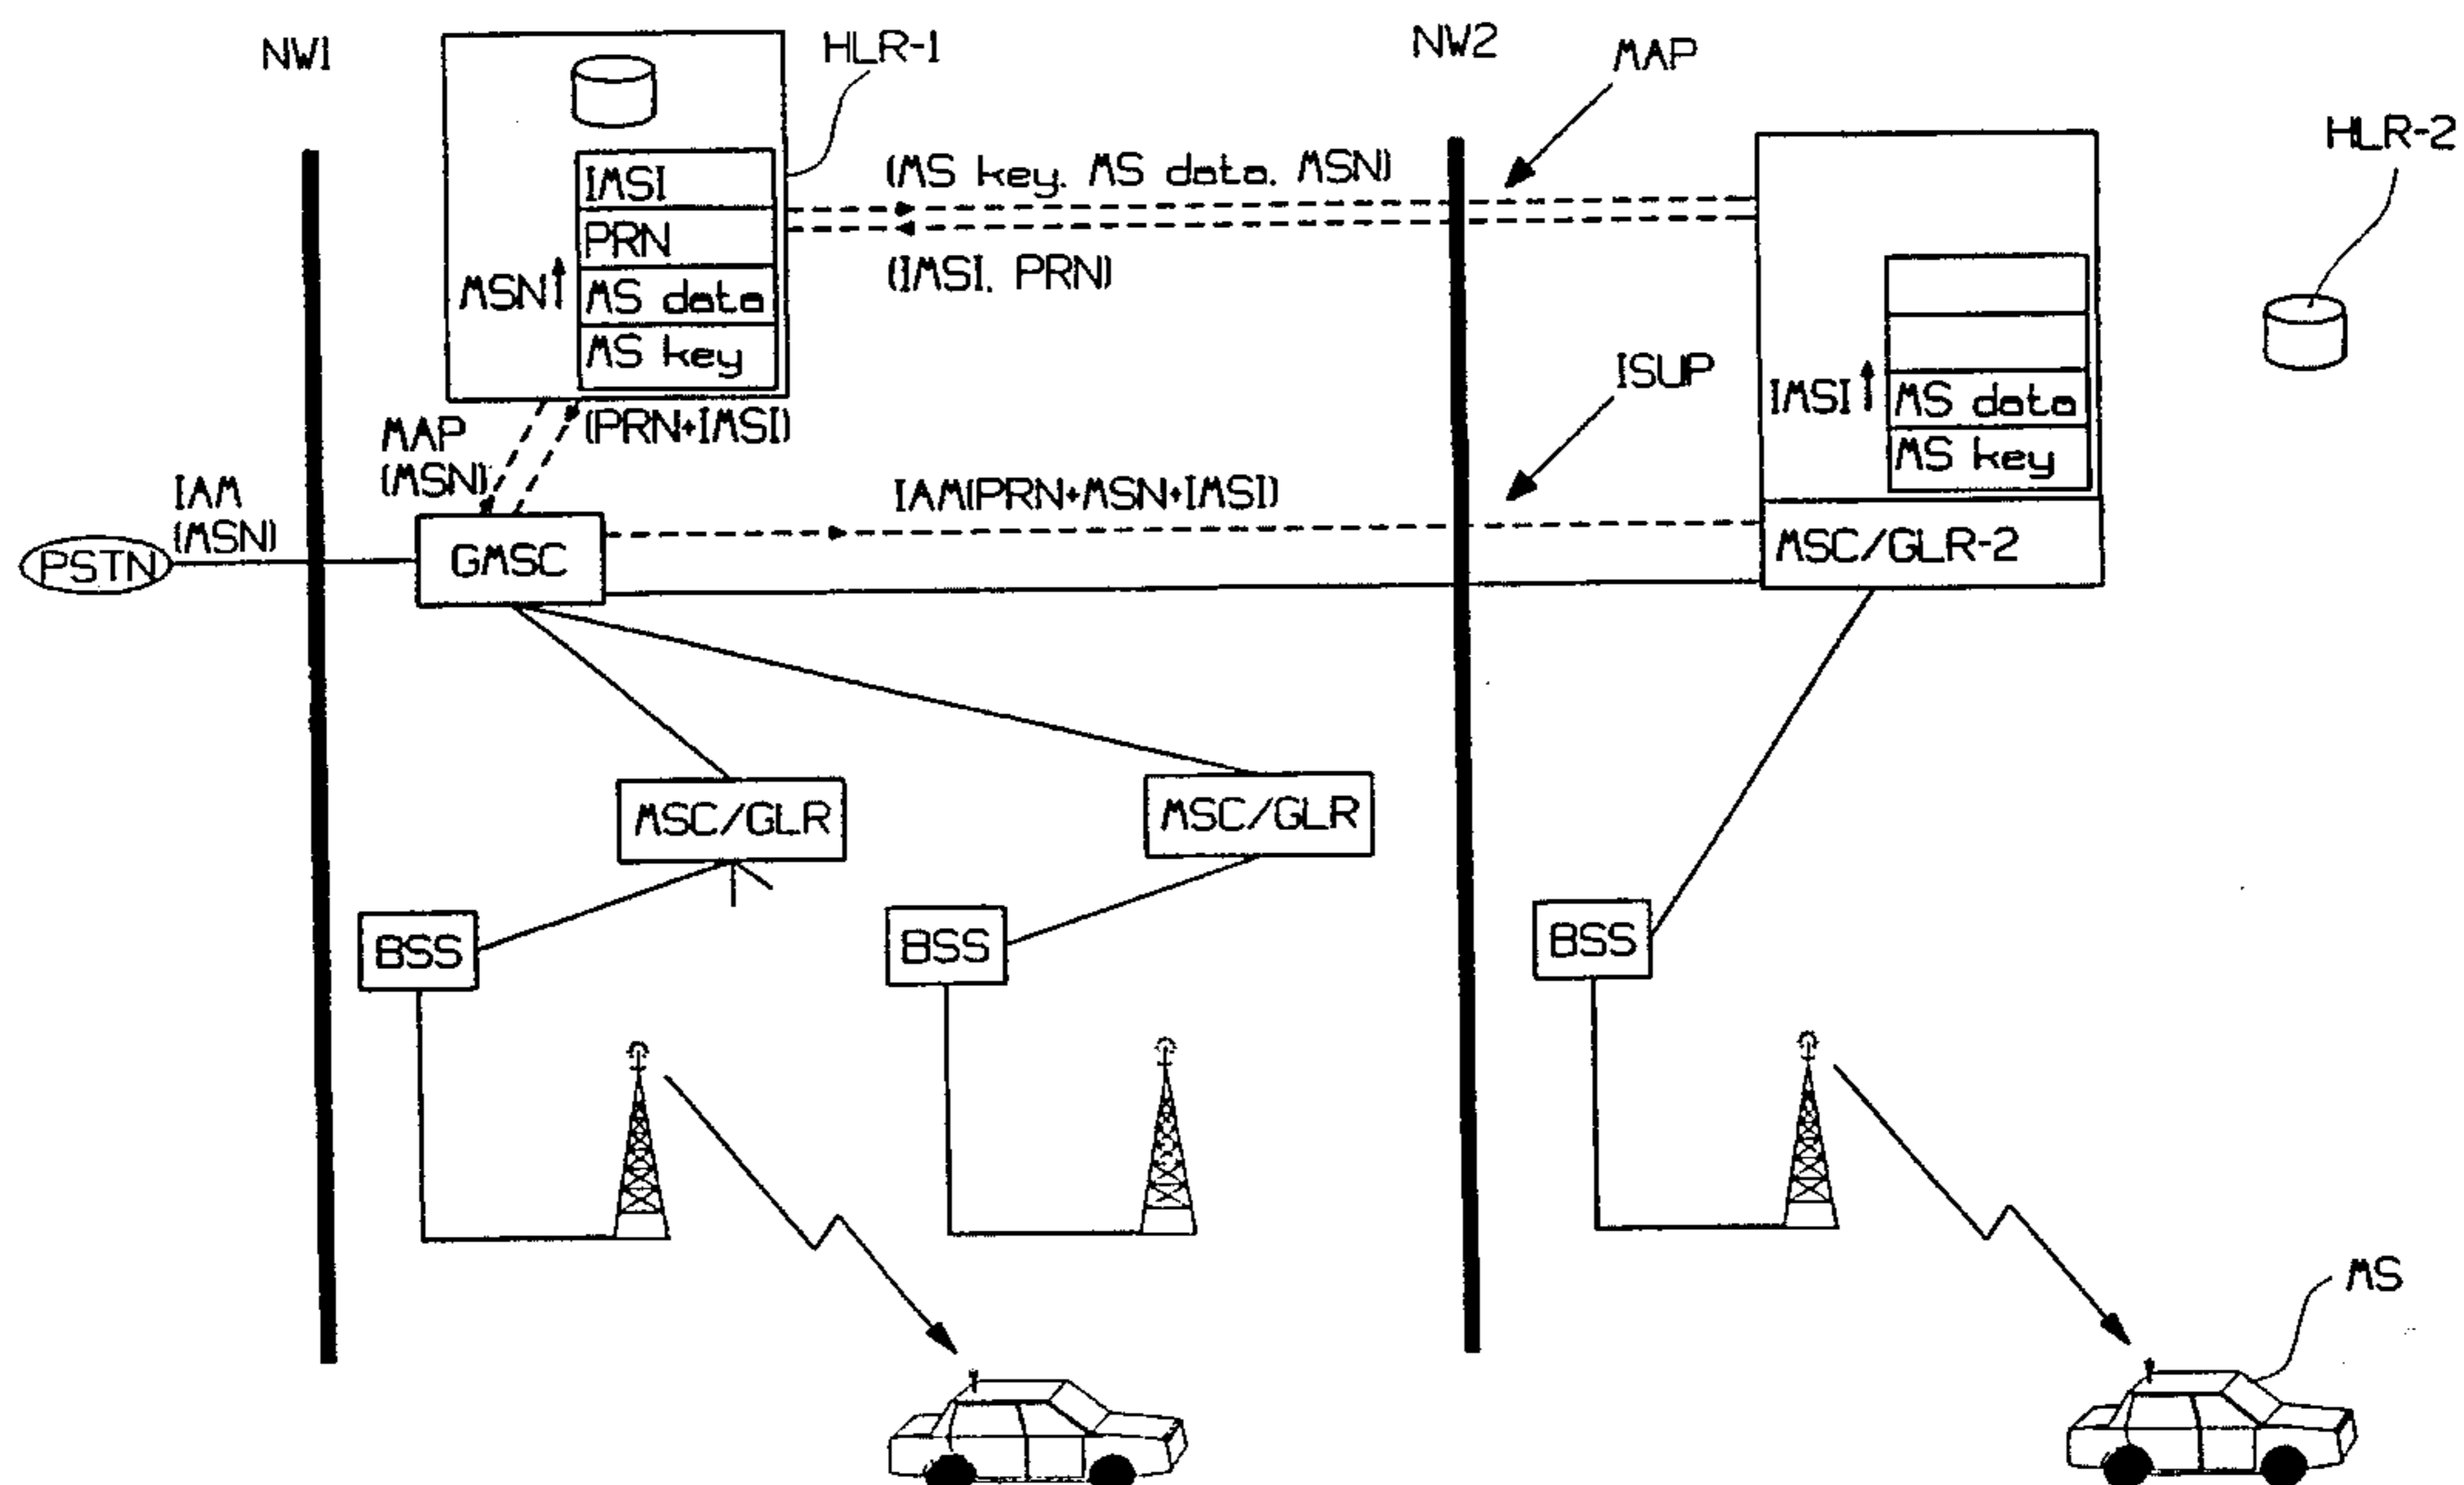 NW1
HLR-1
NW2
MAP
HLR-2
IMSI
PRN
MS data
MS key
MSN
(MS key, MS data, MSN)
(IMSI, PRN)
ISUP
IMSI
MS data
MS key
MAP
(MSN)
(PRN+IMSI)
IAM
(MSN)
IAM(PRN+MSN+IMSI)
PSTN
GMSC
MSC/GLR-2
MSC/GLR
MSC/GLR
BSS
BSS
BSS
MS